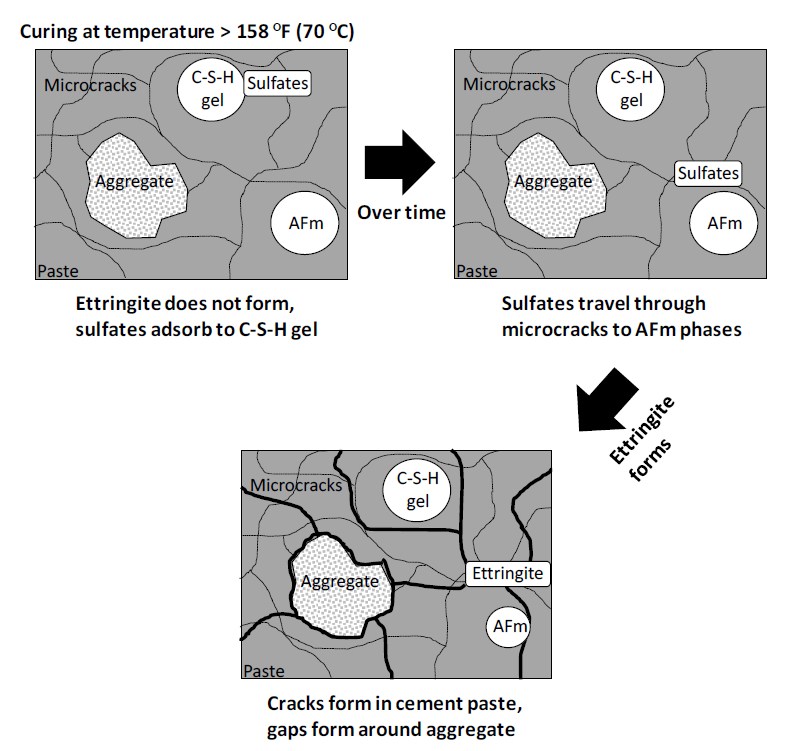 Curing at temperature > 158 ᴼF (70 ᴼC)
Microcracks
C-S-H
gel
Sulfates
Aggregate
AFm
Paste
Ettringite does not form,
sulfates adsorb to C-S-H gel
Over time
Microcracks
C-S-H
gel
Sulfates
Aggregate
AFm
Paste
Sulfates travel through
microcracks to AFm phases
Ettringite
forms
Microcracks
C-S-H
gel
Ettringite
Aggregate
AFm
Paste
Cracks form in cement paste,
gaps form around aggregate